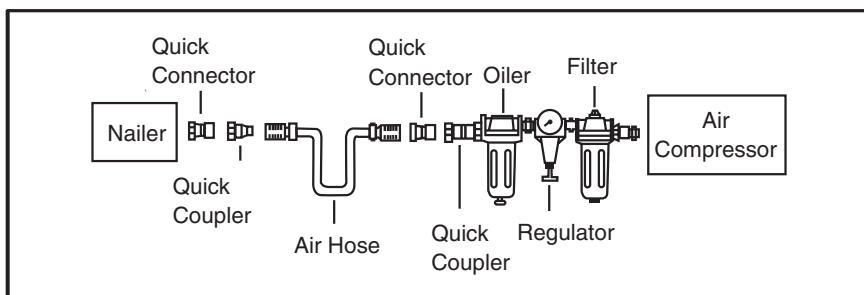 Quick
Connector
Quick
Connector
Oiler
Filter
Nailer
Air
Compressor
Quick
Coupler
Air Hose
Quick
Coupler
Regulator